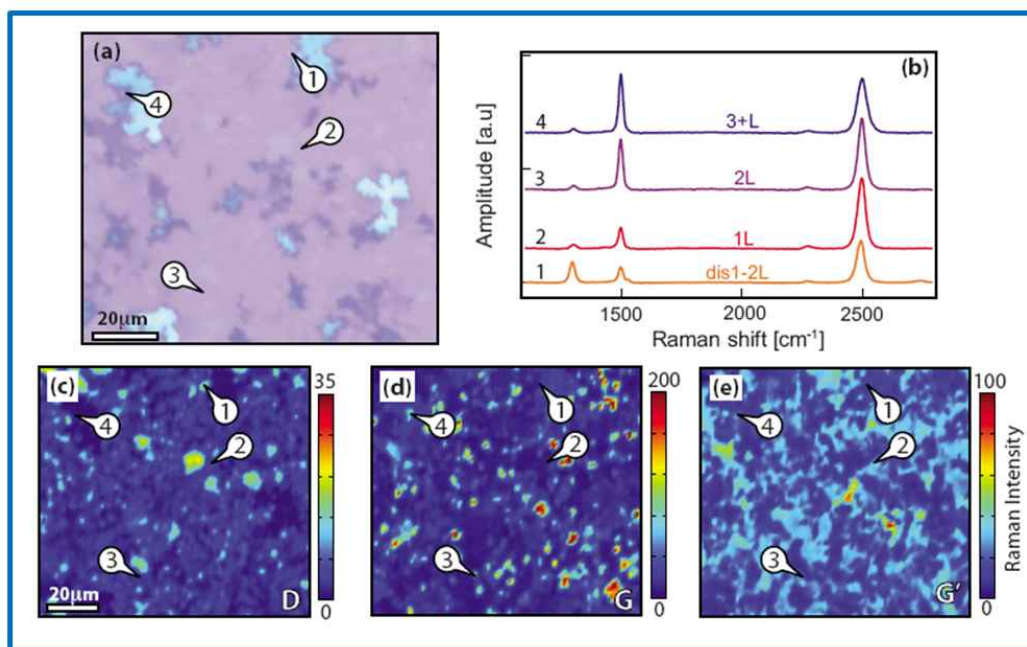 (a)
1
4
2
3
20μm
(b)
Amplitude [a.u]
4
3+L
3
2L
2
1L
1
dis1-2L
1500
2000
2500
Raman shift [cm⁻¹]
(c)
1
4
2
3
20μm
D
35
0
(d)
1
4
2
3
G
200
0
(e)
1
4
2
3
G'
100
0
Raman Intensity